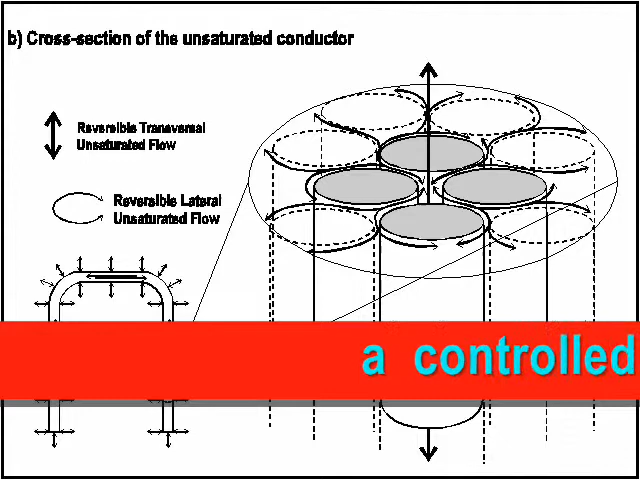 b) Cross-section of the unsaturated conductor
Reversible Transversal
Unsaturated Flow
Reversible Lateral
Unsaturated Flow
a controlled